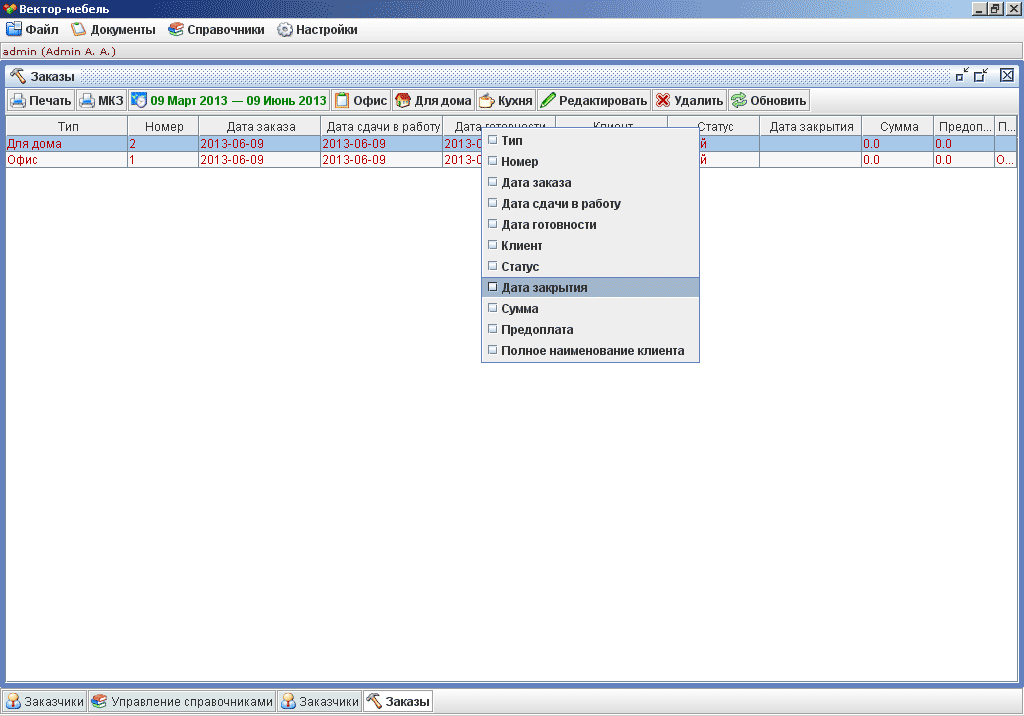 Вектор-мебель
Файл Документы Справочники Настройки
admin (Admin A. A.)
Заказы
Печать МКЗ 09 Март 2013 — 09 Июнь 2013 Офис Для дома Кухня Редактировать Удалить Обновить
Тип Номер Дата заказа Дата сдачи в работу Дата готовности Клиент Статус Дата закрытия Сумма Предоп... П...
Для дома 2 2013-06-09 2013-06-09 2013-0 й 0.0 0.0
Офис 1 2013-06-09 2013-06-09 2013-0 й 0.0 0.0 О...
Тип
Номер
Дата заказа
Дата сдачи в работу
Дата готовности
Клиент
Статус
Дата закрытия
Сумма
Предоплата
Полное наименование клиента
Заказчики Управление справочниками Заказчики Заказы